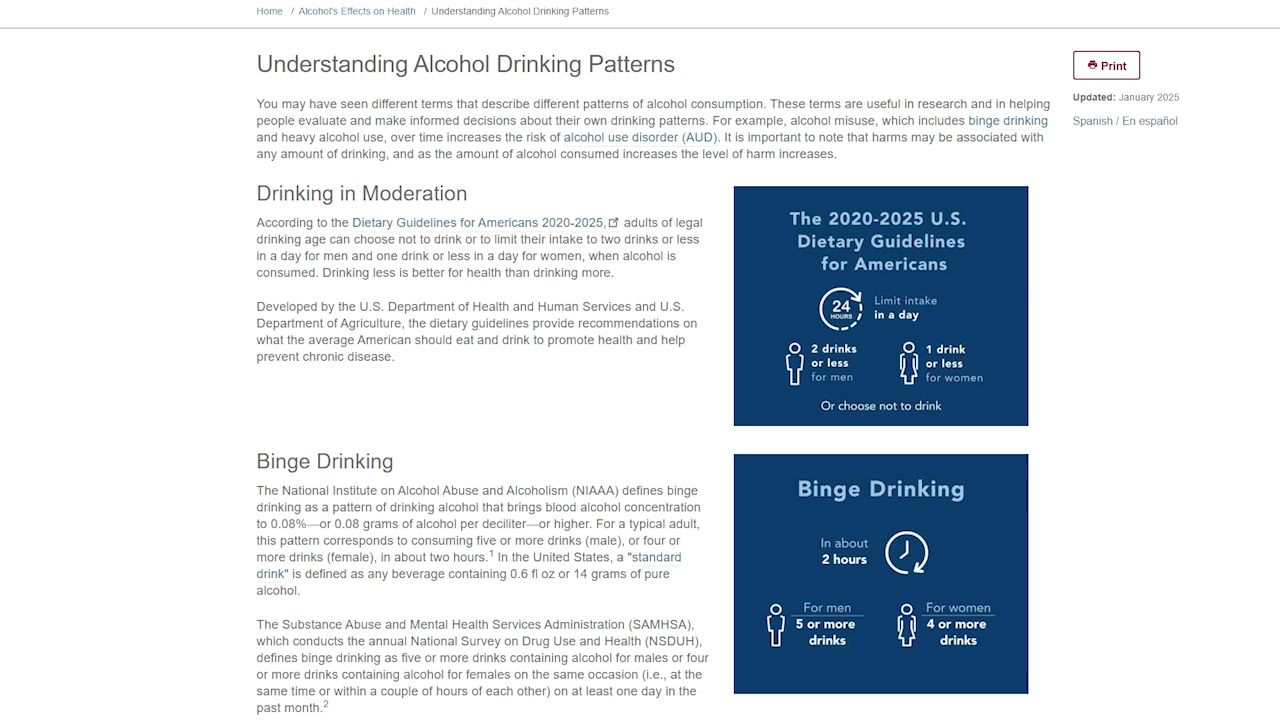 Home / Alcohol's Effects on Health / Understanding Alcohol Drinking Patterns
Understanding Alcohol Drinking Patterns
Print
Updated: January 2025
Spanish / En español
You may have seen different terms that describe different patterns of alcohol consumption. These terms are useful in research and in helping
people evaluate and make informed decisions about their own drinking patterns. For example, alcohol misuse, which includes binge drinking
and heavy alcohol use, over time increases the risk of alcohol use disorder (AUD). It is important to note that harms may be associated with
any amount of drinking, and as the amount of alcohol consumed increases the level of harm increases.
Drinking in Moderation
According to the Dietary Guidelines for Americans 2020-2025, adults of legal
drinking age can choose not to drink or to limit their intake to two drinks or less
in a day for men and one drink or less in a day for women, when alcohol is
consumed. Drinking less is better for health than drinking more.
Developed by the U.S. Department of Health and Human Services and U.S.
Department of Agriculture, the dietary guidelines provide recommendations on
what the average American should eat and drink to promote health and help
prevent chronic disease.
The 2020-2025 U.S.
Dietary Guidelines
for Americans
24
HOURS
Limit intake
in a day
2 drinks
or less
for men
1 drink
or less
for women
Or choose not to drink
Binge Drinking
The National Institute on Alcohol Abuse and Alcoholism (NIAAA) defines binge
drinking as a pattern of drinking alcohol that brings blood alcohol concentration
to 0.08%—or 0.08 grams of alcohol per deciliter—or higher. For a typical adult,
this pattern corresponds to consuming five or more drinks (male), or four or
more drinks (female), in about two hours.1 In the United States, a "standard
drink" is defined as any beverage containing 0.6 fl oz or 14 grams of pure
alcohol.
The Substance Abuse and Mental Health Services Administration (SAMHSA),
which conducts the annual National Survey on Drug Use and Health (NSDUH),
defines binge drinking as five or more drinks containing alcohol for males or four
or more drinks containing alcohol for females on the same occasion (i.e., at the
same time or within a couple of hours of each other) on at least one day in the
past month.2
Binge Drinking
In about
2 hours
For men
5 or more
drinks
For women
4 or more
drinks